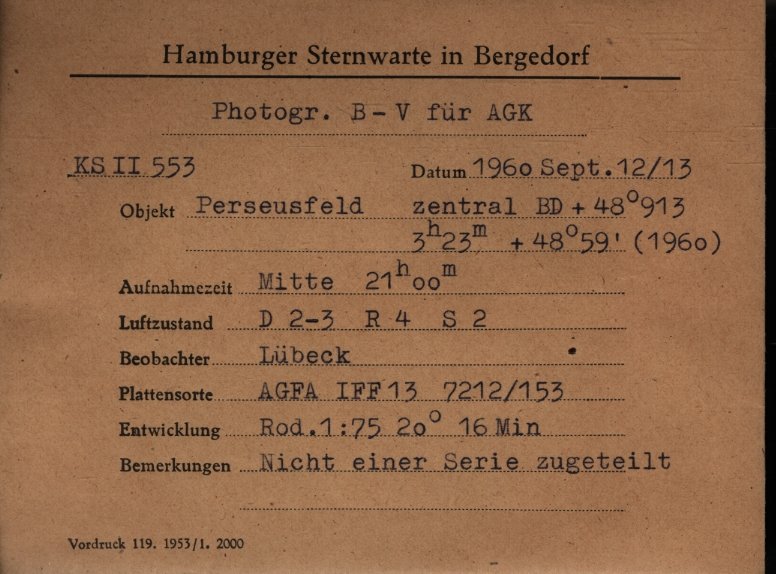 Hamburger Sternwarte in Bergedorf
Photogr. B-V für AGK
KS II 553 Datum 1960 Sept. 12/13
Objekt Perseusfeld zentral BD + 48°913
3ʰ23ᵐ + 48°59' (1960)
Aufnahmezeit Mitte 21ʰ00ᵐ
Luftzustand D 2-3 R 4 S 2
Beobachter Lübeck
Plattensorte AGFA IFF13 7212/153
Entwicklung Rod. 1:75 20° 16 Min
Bemerkungen Nicht einer Serie zugeteilt
Vordruck 119. 1953/1. 2000